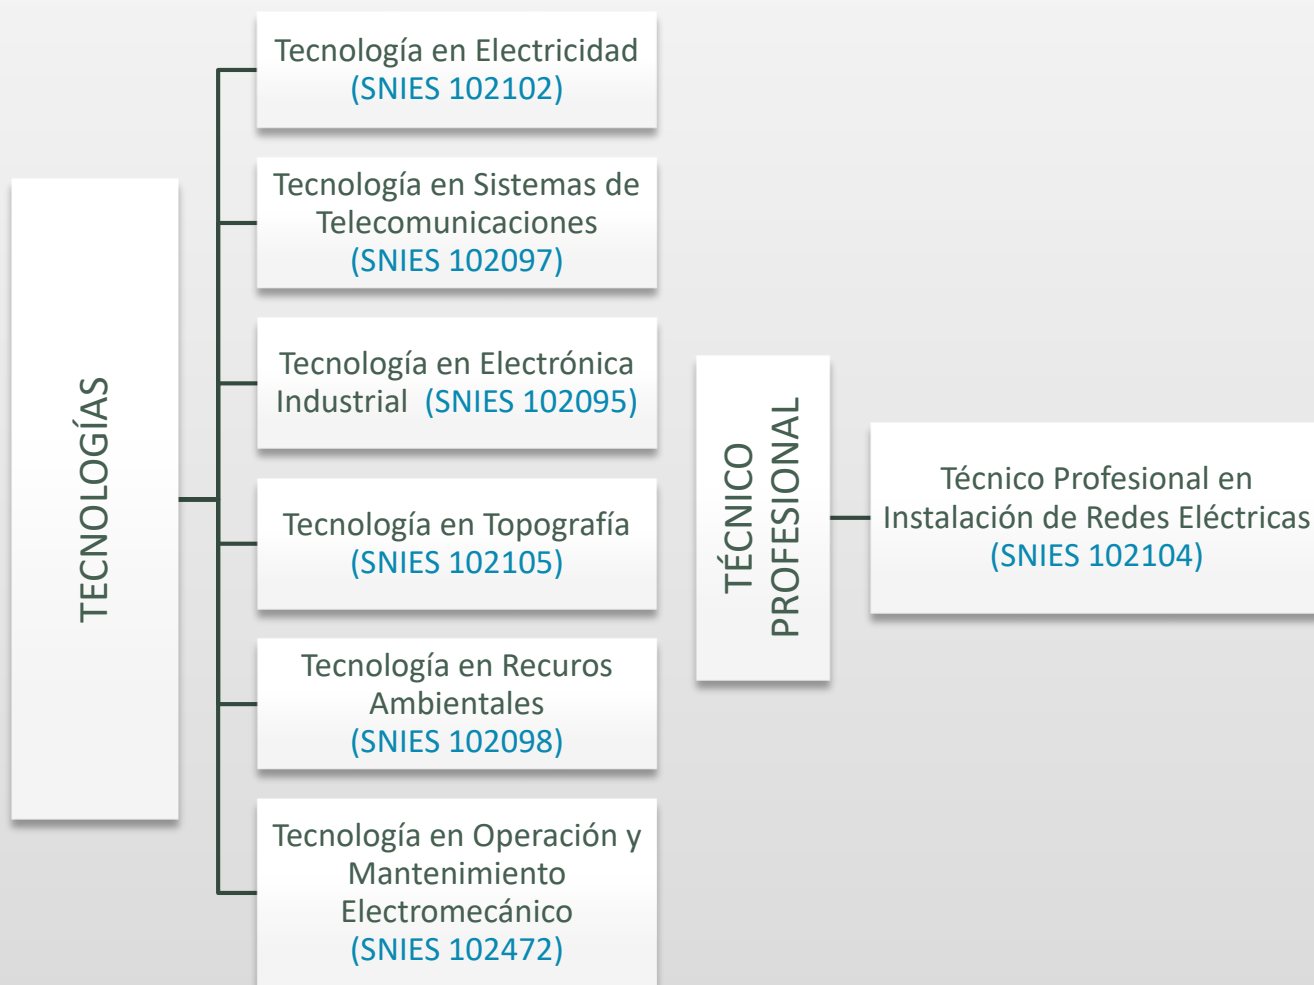 TECNOLOGÍAS
Tecnología en Electricidad
(SNIES 102102)
Tecnología en Sistemas de
Telecomunicaciones
(SNIES 102097)
Tecnología en Electrónica
Industrial (SNIES 102095)
Tecnología en Topografía
(SNIES 102105)
Tecnología en Recuros
Ambientales
(SNIES 102098)
Tecnología en Operación y
Mantenimiento
Electromecánico
(SNIES 102472)
TÉCNICO
PROFESIONAL
Técnico Profesional en
Instalación de Redes Eléctricas
(SNIES 102104)